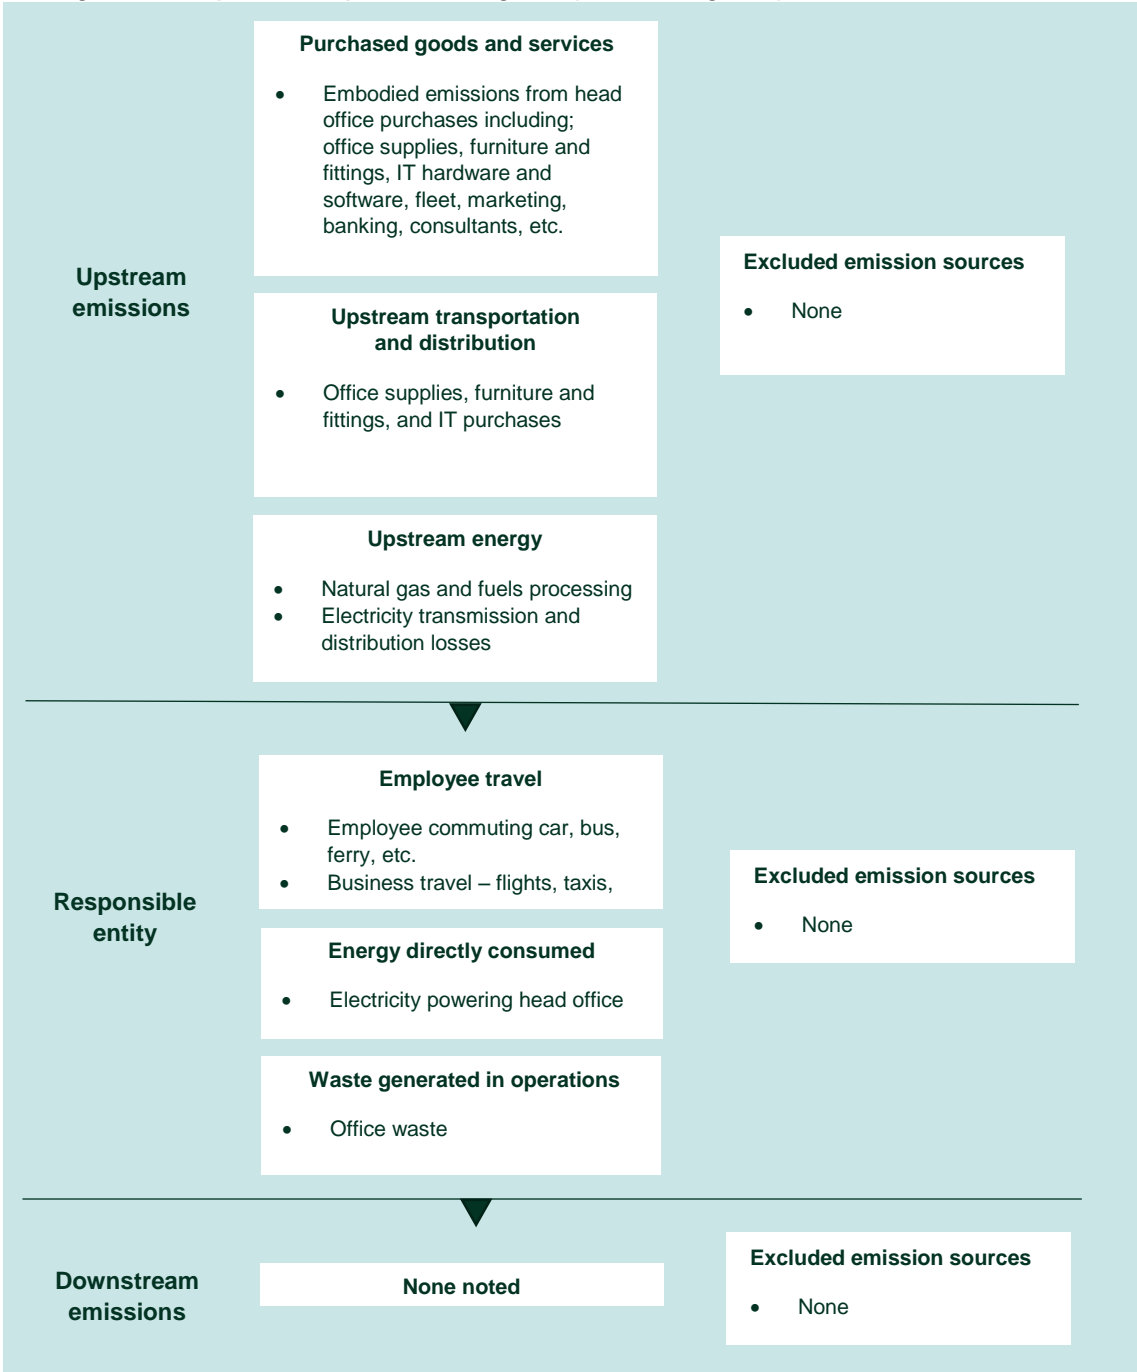 Purchased goods and services
• Embodied emissions from head
office purchases including;
office supplies, furniture and
fittings, IT hardware and
software, fleet, marketing,
banking, consultants, etc.
Upstream
emissions
Excluded emission sources
• None
Upstream transportation
and distribution
• Office supplies, furniture and
fittings, and IT purchases
Upstream energy
• Natural gas and fuels processing
• Electricity transmission and
distribution losses
Employee travel
• Employee commuting car, bus,
ferry, etc.
• Business travel – flights, taxis,
Responsible
entity
Excluded emission sources
• None
Energy directly consumed
• Electricity powering head office
Waste generated in operations
• Office waste
Downstream
emissions
None noted
Excluded emission sources
• None